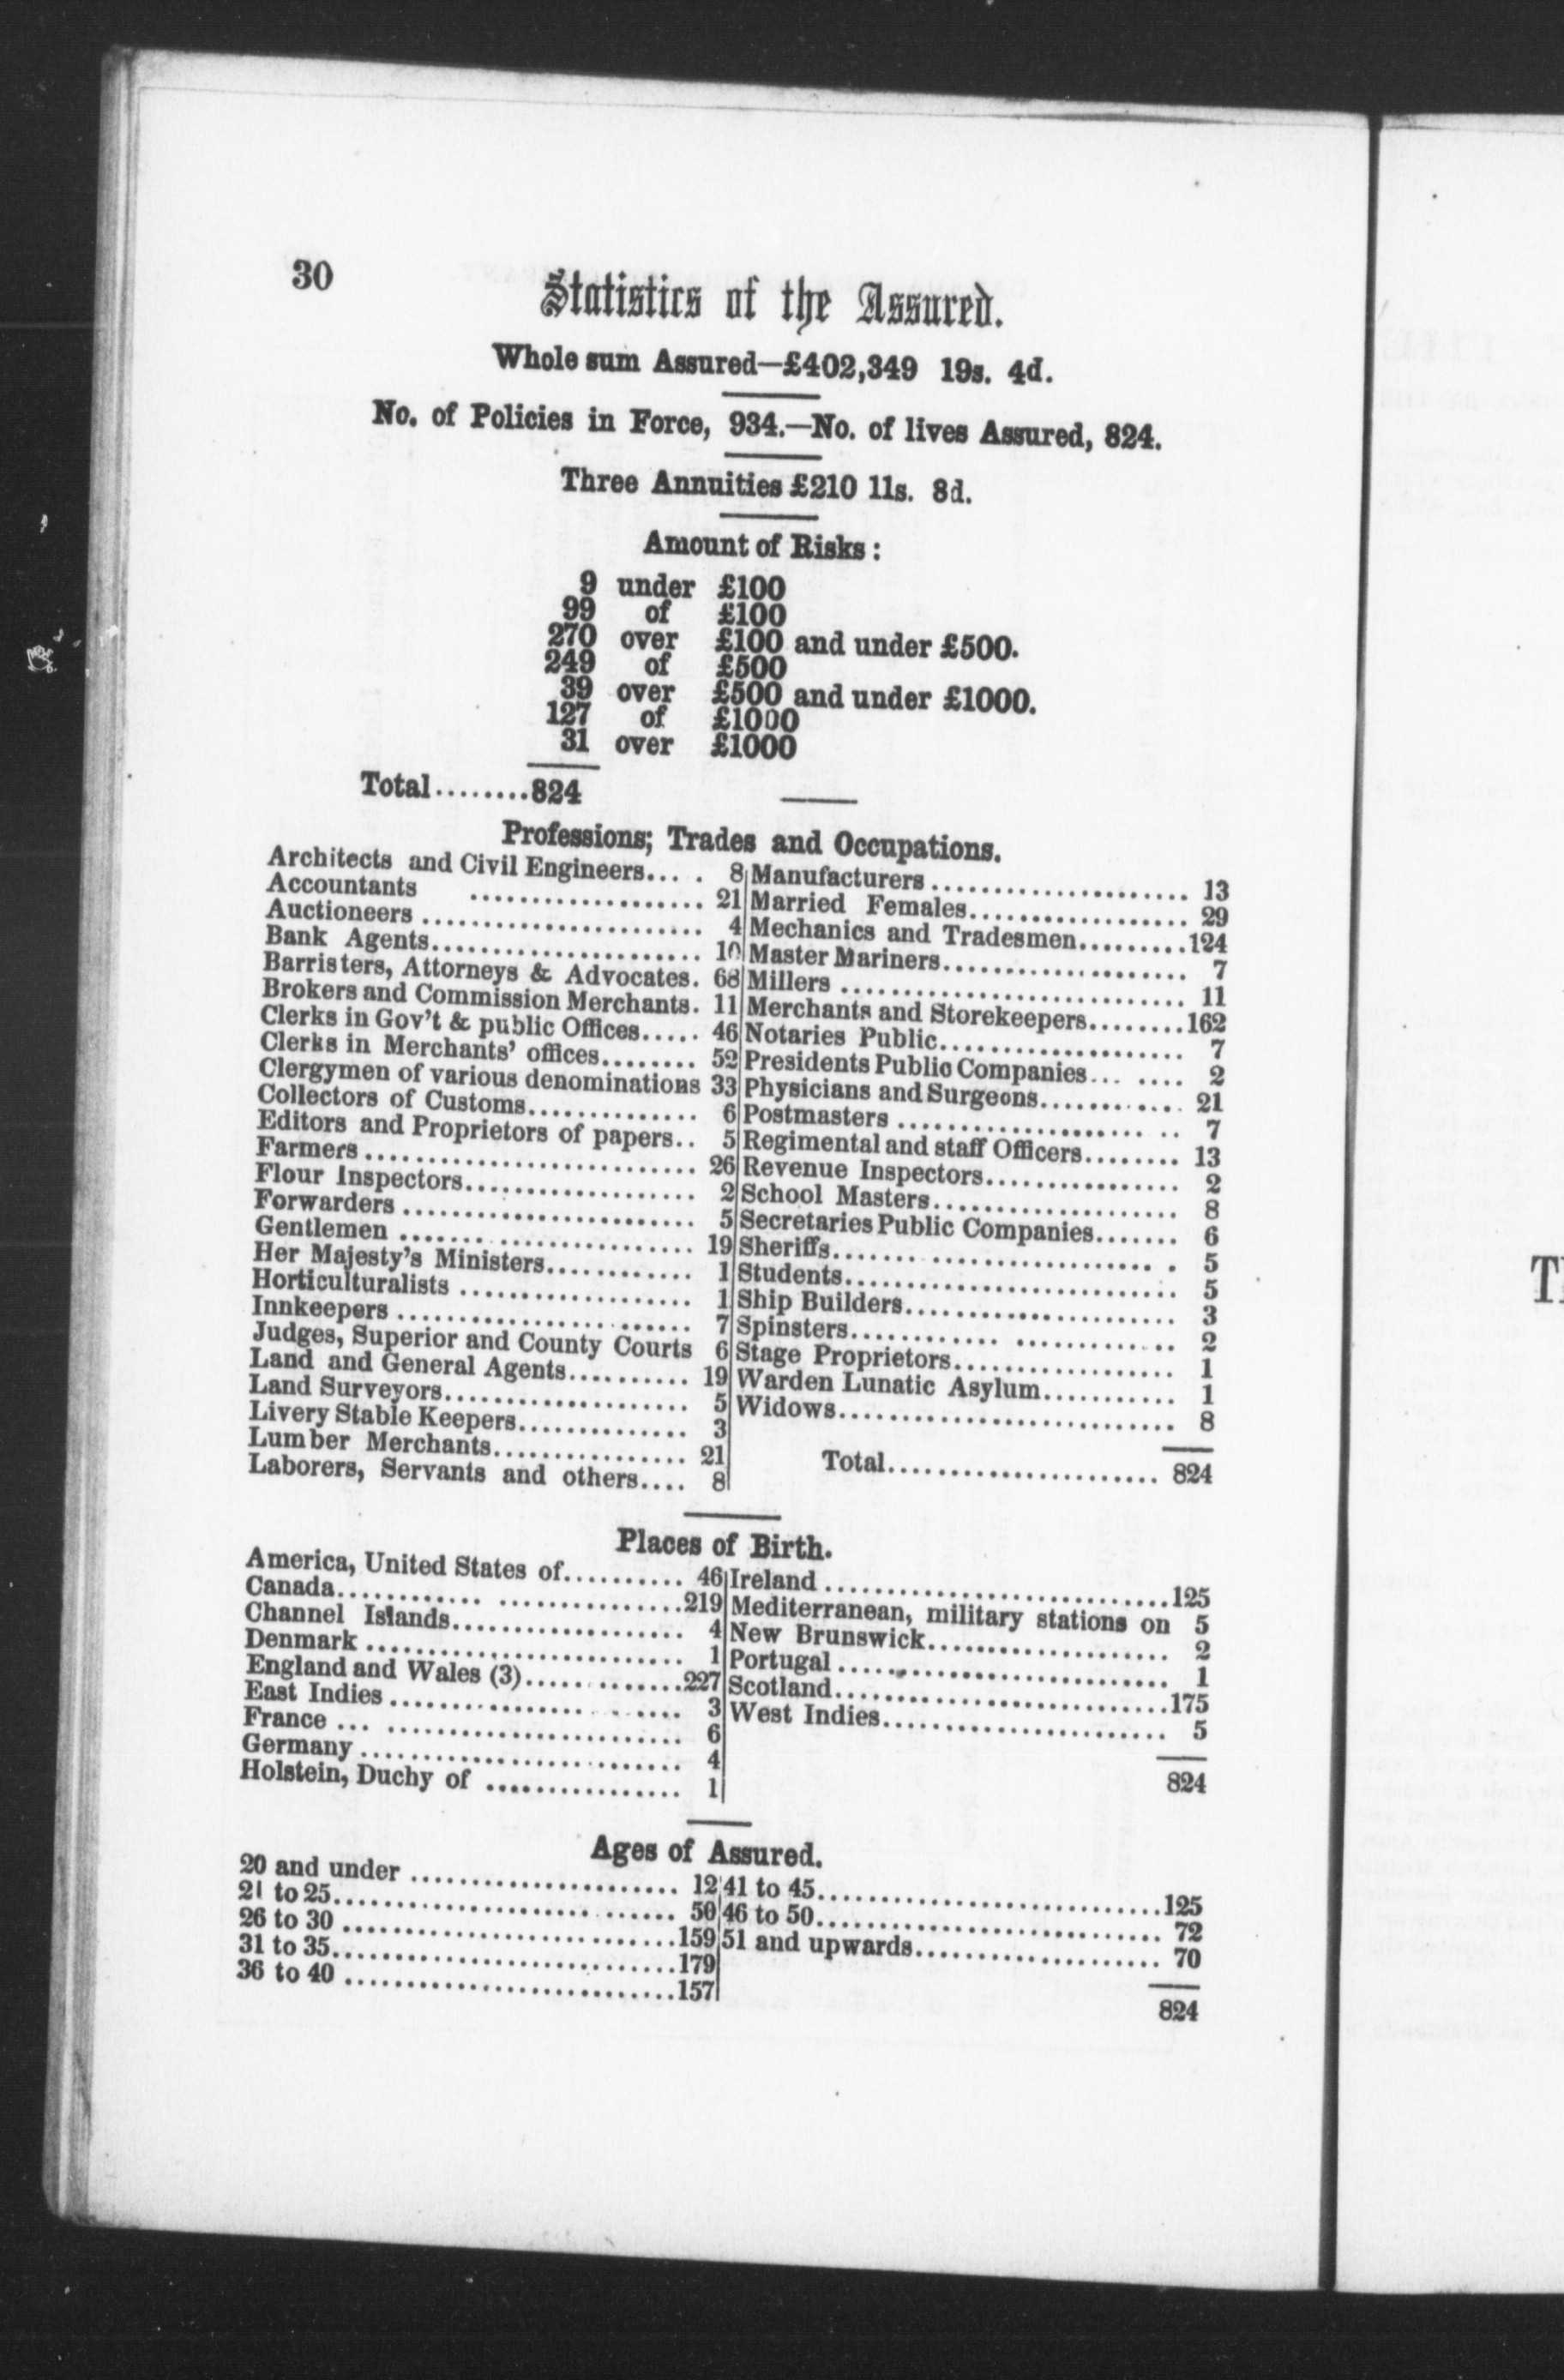 30
Statistics of the Assured.
Whole sum Assured—£402,349 19s. 4d.
No. of Policies in Force, 934.—No. of lives Assured, 824.
Three Annuities £210 11s. 8d.
Amount of Risks:
9 under £100
99 of £100
270 over £100 and under £500.
249 of £500
39 over £500 and under £1000.
127 of £1000
31 over £1000
Total........824
Professions; Trades and Occupations.
Architects and Civil Engineers.... 8
Accountants ................... 21
Auctioneers ....................... 4
Bank Agents...................... 10
Barristers, Attorneys & Advocates. 68
Brokers and Commission Merchants. 11
Clerks in Gov't & public Offices..... 46
Clerks in Merchants' offices........ 52
Clergymen of various denominations 33
Collectors of Customs.............. 6
Editors and Proprietors of papers.. 5
Farmers........................... 26
Flour Inspectors................... 2
Forwarders ........................ 5
Gentlemen ........................ 19
Her Majesty's Ministers............ 1
Horticulturalists ................... 1
Innkeepers ........................ 7
Judges, Superior and County Courts 6
Land and General Agents.......... 19
Land Surveyors.................... 5
Livery Stable Keepers.............. 3
Lumber Merchants................ 21
Laborers, Servants and others.... 8
Manufacturers ..................... 13
Married Females.................. 29
Mechanics and Tradesmen.........124
Master Mariners.................... 7
Millers ............................ 11
Merchants and Storekeepers........162
Notaries Public.................... 7
Presidents Public Companies... .... 2
Physicians and Surgeons............ 21
Postmasters ....................... 7
Regimental and staff Officers........ 13
Revenue Inspectors................ 2
School Masters.................... 8
Secretaries Public Companies....... 6
Sheriffs........................... 5
Students........................... 5
Ship Builders...................... 3
Spinsters............ ............. 2
Stage Proprietors.................. 1
Warden Lunatic Asylum........... 1
Widows........................... 8
Total...................... 824
Places of Birth.
America, United States of.......... 46
Canada............ ...............219
Channel Islands................... 4
Denmark .......................... 1
England and Wales (3).............227
East Indies ....................... 3
France ... ........................ 6
Germany .......................... 4
Holstein, Duchy of ................ 1
Ireland ............................125
Mediterranean, military stations on 5
New Brunswick................... 2
Portugal ........................... 1
Scotland...........................175
West Indies....................... 5
824
Ages of Assured.
20 and under ...................... 12
21 to 25............................ 50
26 to 30 ...........................159
31 to 35............................179
36 to 40 ...........................157
41 to 45............................125
46 to 50............................ 72
51 and upwards.................... 70
824